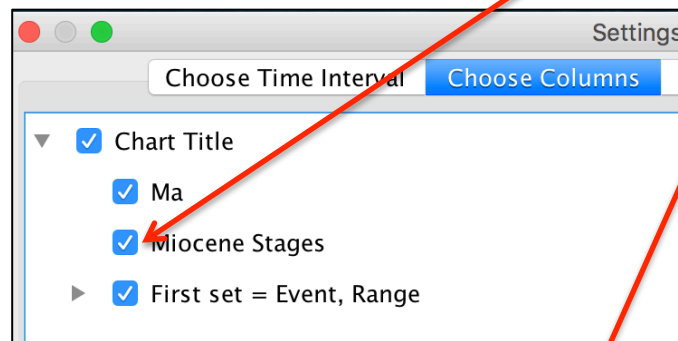 Settings
Choose Time Interval Choose Columns
Chart Title
Ma
Miocene Stages
First set = Event, Range